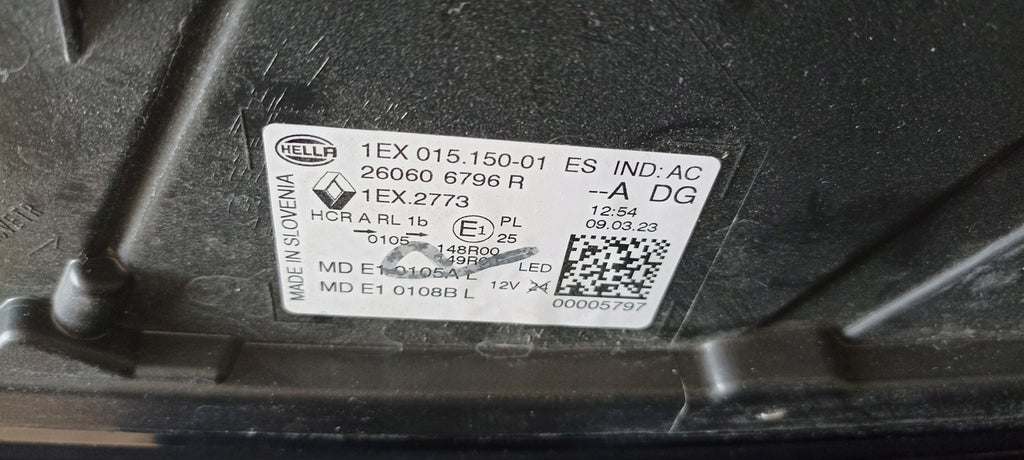 HELLA
1EX 015.150-01 ES IND: AC
26060 6796 R --A DG
1EX.2773 12:54
09.03.23
HCR A RL 1b E1 PL
0105 25
148R00
MD E1 0105A L LED
MD E1 0108B L 12V 24
00005797
MADE IN SLOVENIA